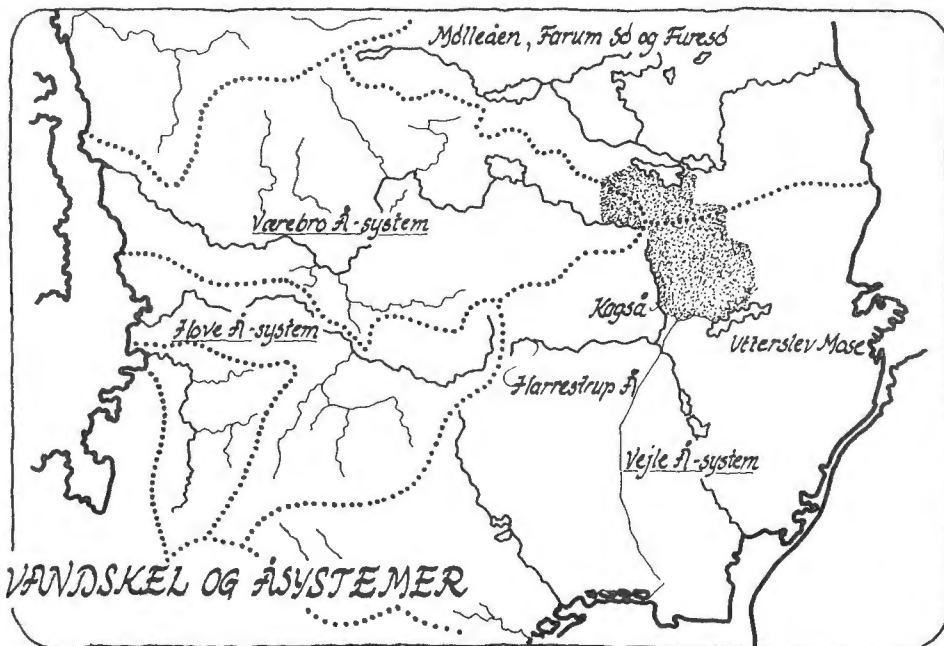 Mølleåen, Farum Sø og Furesø
Værebro Å-system
Kagså
Hove Å-system
Utterslev Mose
Harrestrup Å
Vejle Å-system
VANDSKEL OG ÅSYSTEMER